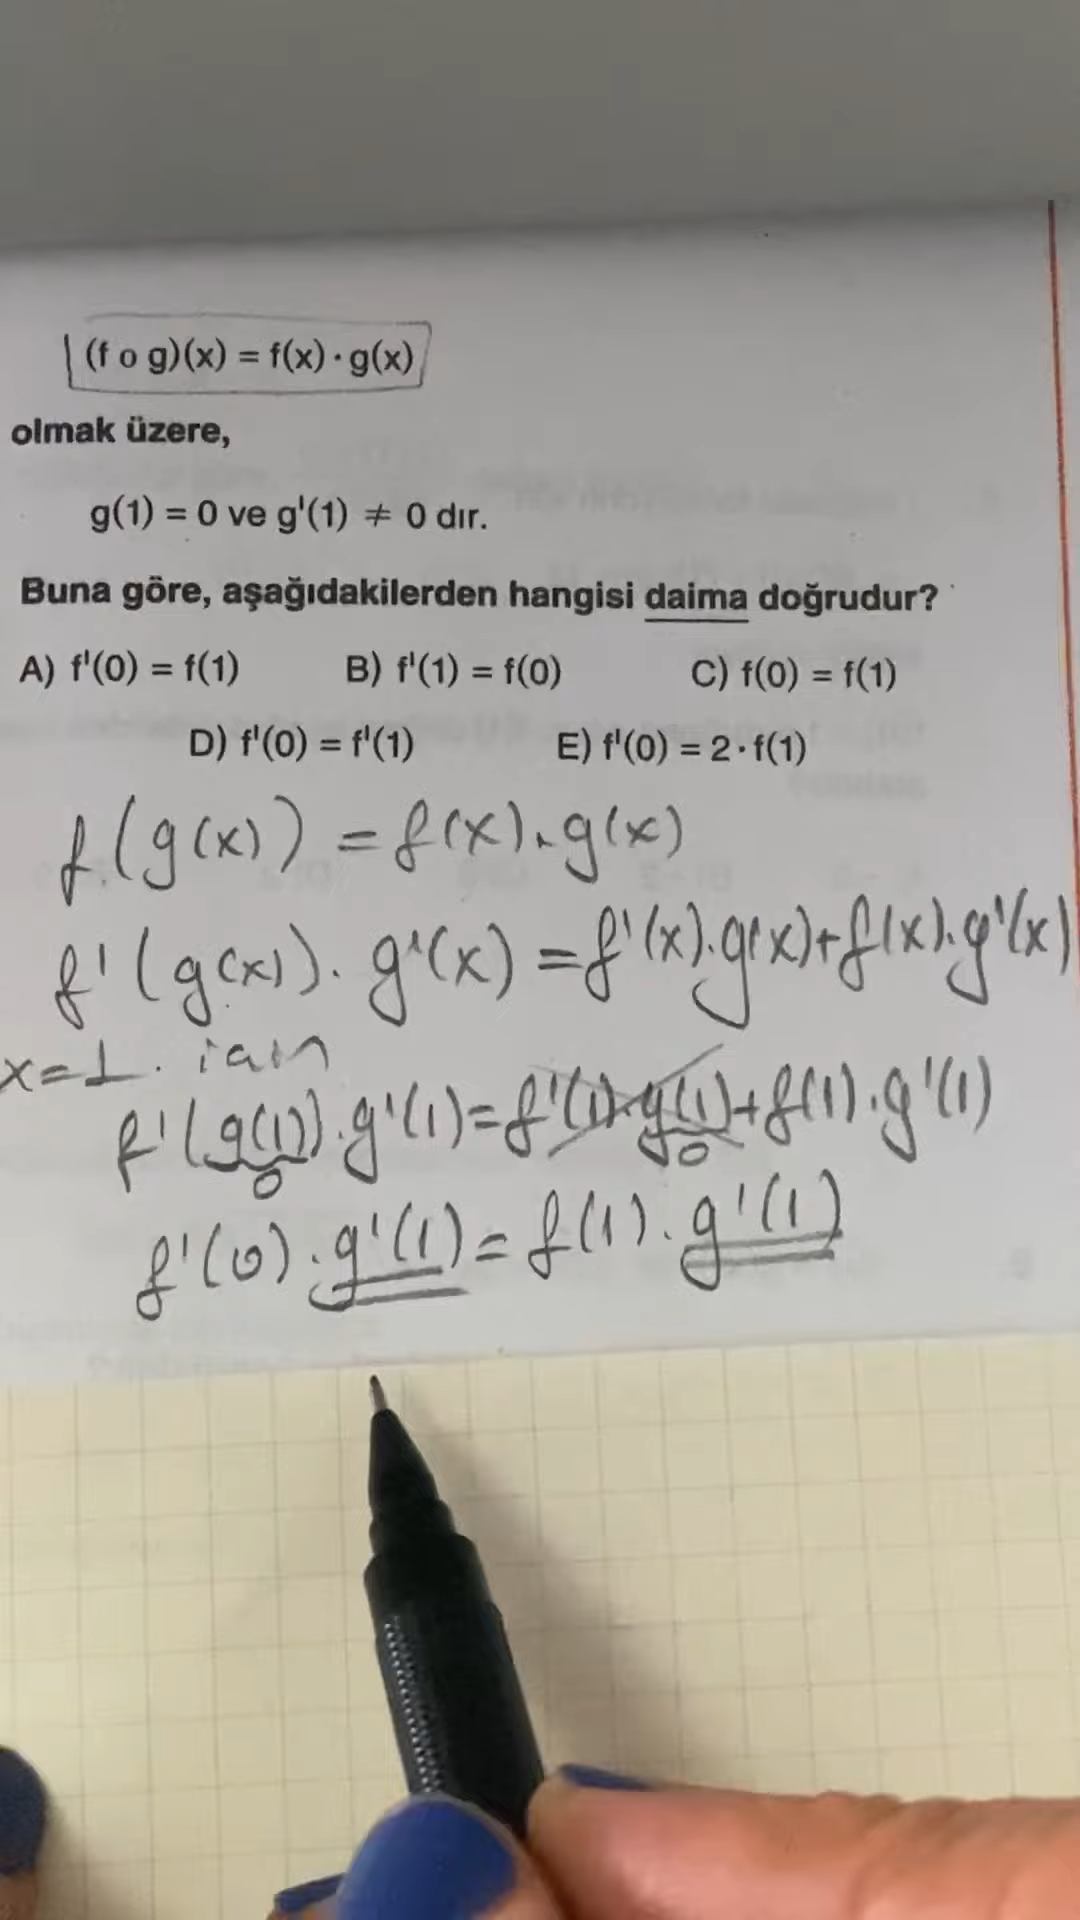 (f o g)(x) = f(x) · g(x)
olmak üzere,
g(1) = 0 ve g'(1) ≠ 0 dır.
Buna göre, aşağıdakilerden hangisi daima doğrudur?
A) f'(0) = f(1) B) f'(1) = f(0) C) f(0) = f(1)
D) f'(0) = f'(1) E) f'(0) = 2 · f(1)
f(g(x)) = f(x).g(x)
f'(g(x)).g'(x) = f'(x).g(x)+f(x).g'(x)
x=1. için
f'(g(1)).g'(1)=f'(1).g(1)+f(1).g'(1)
0 0
f'(0).g'(1)=f(1).g'(1)